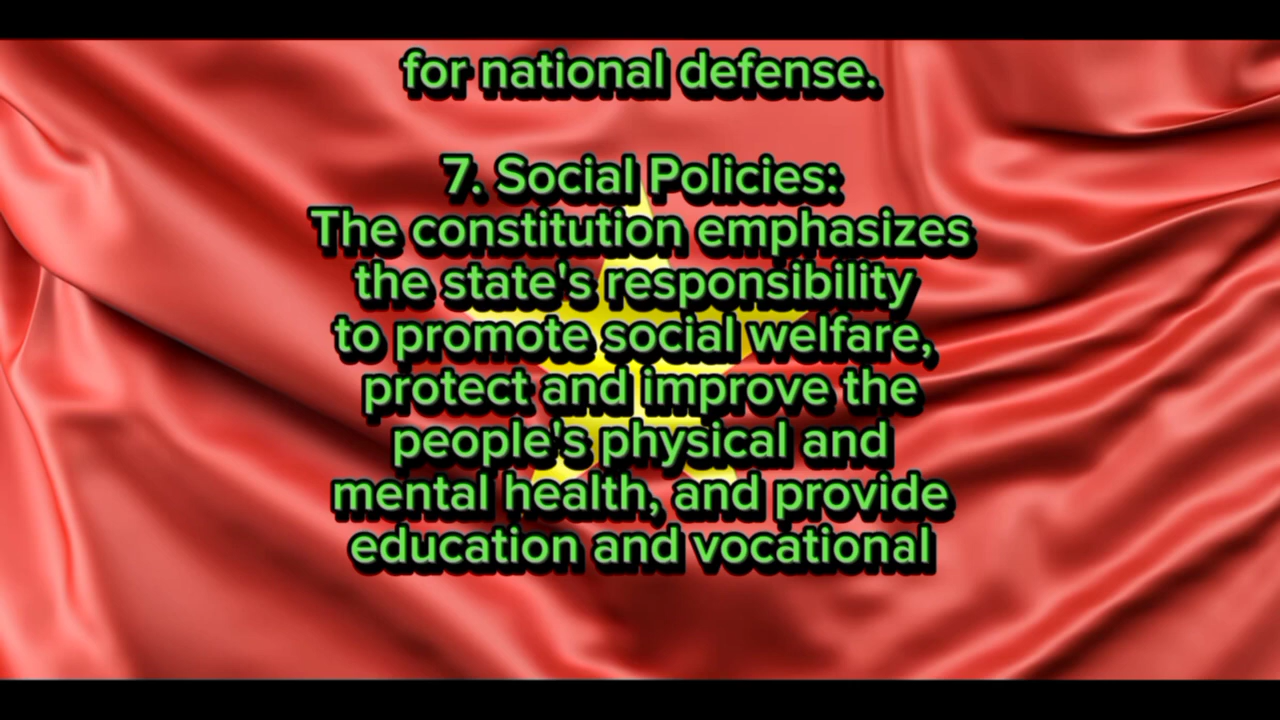 for national defense.
7. Social Policies:
The constitution emphasizes
the state's responsibility
to promote social welfare,
protect and improve the
people's physical and
mental health, and provide
education and vocational